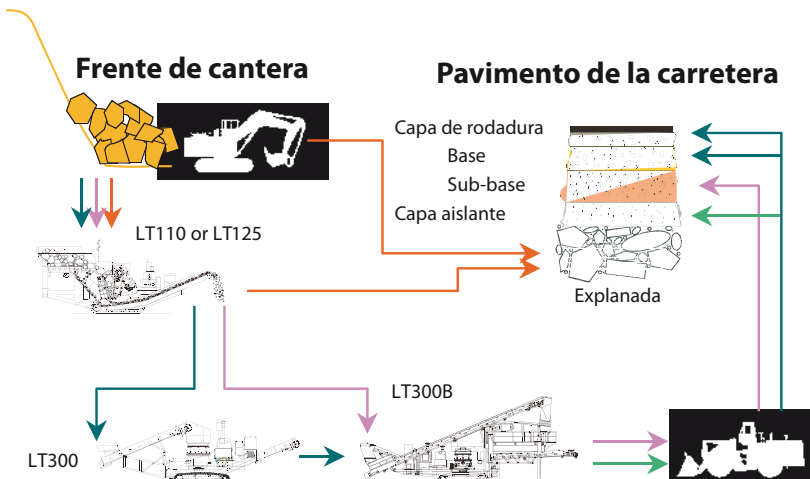 Frente de cantera
Pavimento de la carretera
Capa de rodadura
Base
Sub-base
Capa aislante
LT110 or LT125
Explanada
LT300B
LT300